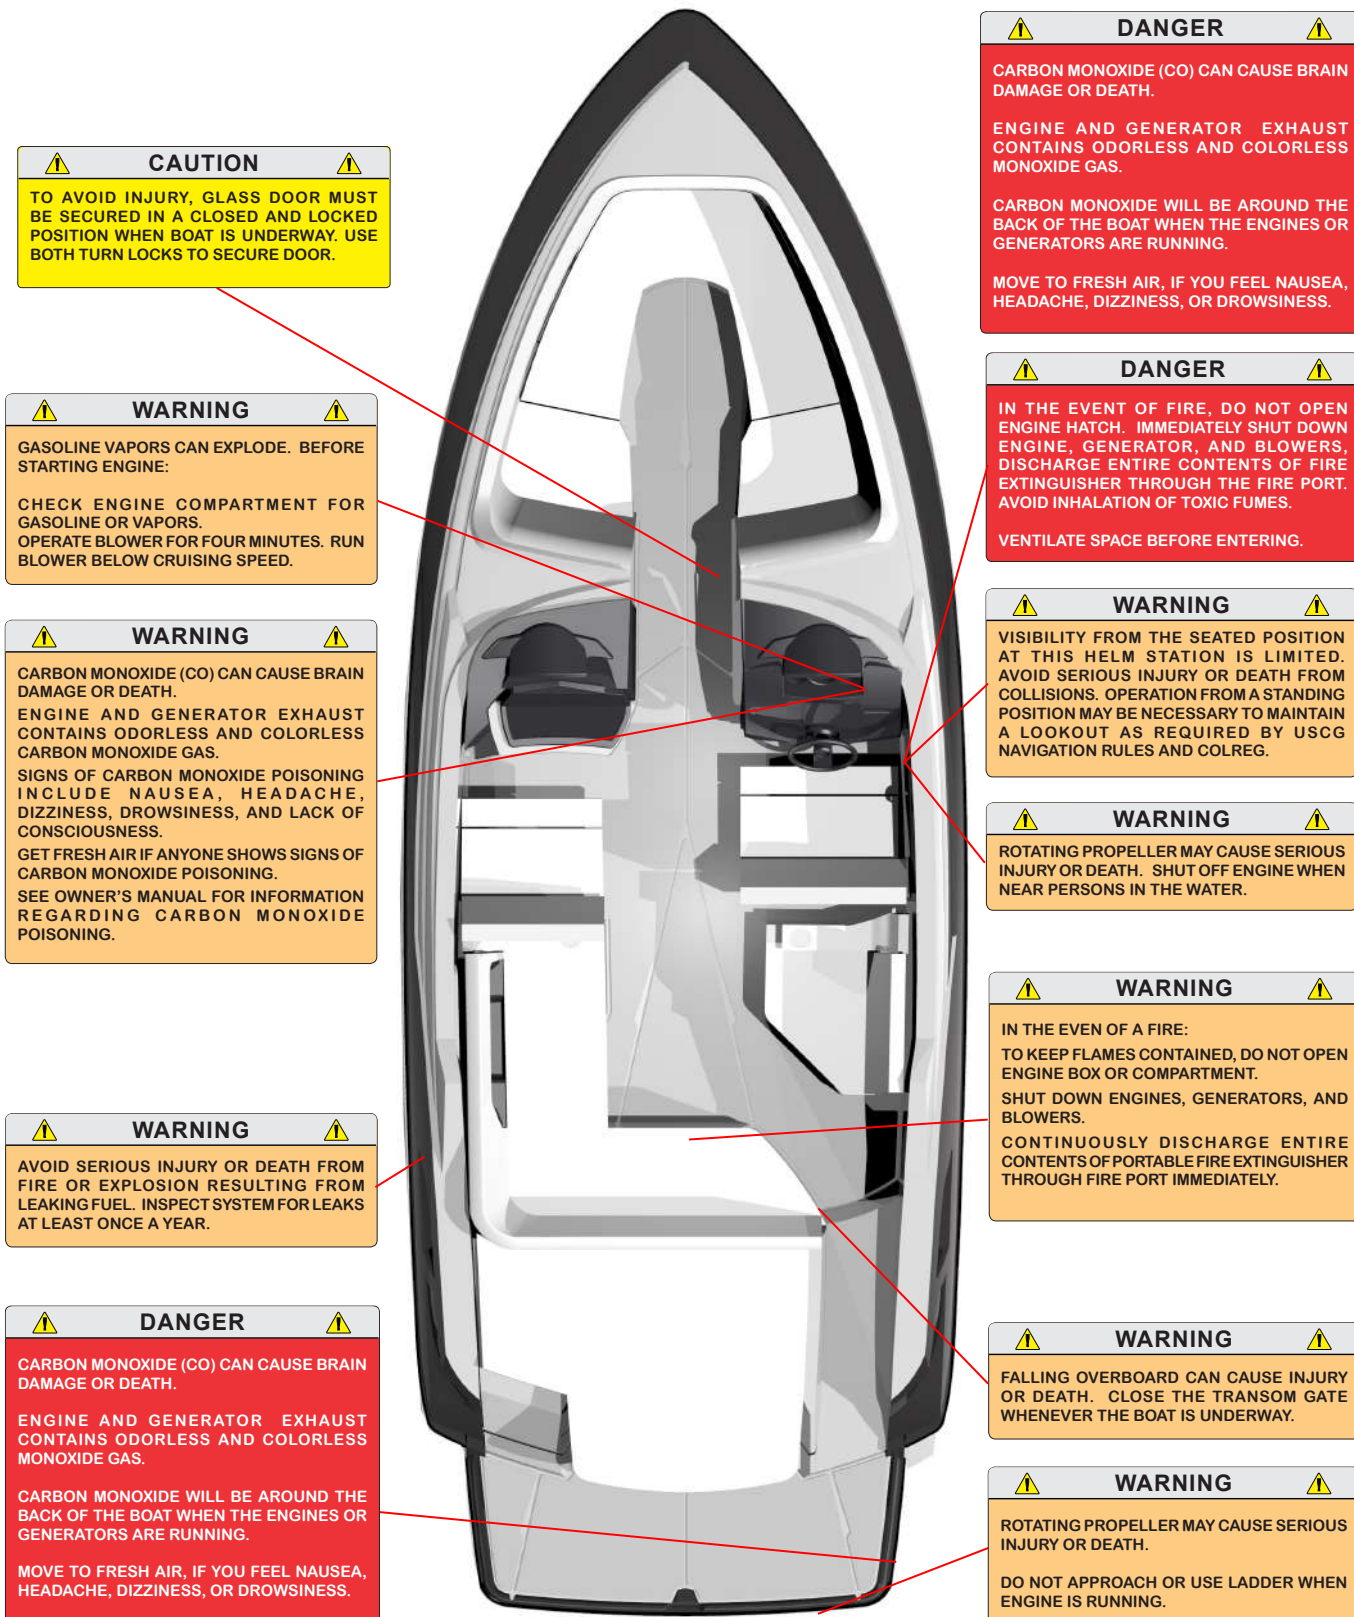 CAUTION
TO AVOID INJURY, GLASS DOOR MUST
BE SECURED IN A CLOSED AND LOCKED
POSITION WHEN BOAT IS UNDERWAY. USE
BOTH TURN LOCKS TO SECURE DOOR.
WARNING
GASOLINE VAPORS CAN EXPLODE. BEFORE
STARTING ENGINE:
CHECK ENGINE COMPARTMENT FOR
GASOLINE OR VAPORS.
OPERATE BLOWER FOR FOUR MINUTES. RUN
BLOWER BELOW CRUISING SPEED.
WARNING
CARBON MONOXIDE (CO) CAN CAUSE BRAIN
DAMAGE OR DEATH.
ENGINE AND GENERATOR EXHAUST
CONTAINS ODORLESS AND COLORLESS
CARBON MONOXIDE GAS.
SIGNS OF CARBON MONOXIDE POISONING
INCLUDE NAUSEA, HEADACHE,
DIZZINESS, DROWSINESS, AND LACK OF
CONSCIOUSNESS.
GET FRESH AIR IF ANYONE SHOWS SIGNS OF
CARBON MONOXIDE POISONING.
SEE OWNER'S MANUAL FOR INFORMATION
REGARDING CARBON MONOXIDE
POISONING.
WARNING
AVOID SERIOUS INJURY OR DEATH FROM
FIRE OR EXPLOSION RESULTING FROM
LEAKING FUEL. INSPECT SYSTEM FOR LEAKS
AT LEAST ONCE A YEAR.
DANGER
CARBON MONOXIDE (CO) CAN CAUSE BRAIN
DAMAGE OR DEATH.
ENGINE AND GENERATOR EXHAUST
CONTAINS ODORLESS AND COLORLESS
MONOXIDE GAS.
CARBON MONOXIDE WILL BE AROUND THE
BACK OF THE BOAT WHEN THE ENGINES OR
GENERATORS ARE RUNNING.
MOVE TO FRESH AIR, IF YOU FEEL NAUSEA,
HEADACHE, DIZZINESS, OR DROWSINESS.
DANGER
CARBON MONOXIDE (CO) CAN CAUSE BRAIN
DAMAGE OR DEATH.
ENGINE AND GENERATOR EXHAUST
CONTAINS ODORLESS AND COLORLESS
MONOXIDE GAS.
CARBON MONOXIDE WILL BE AROUND THE
BACK OF THE BOAT WHEN THE ENGINES OR
GENERATORS ARE RUNNING.
MOVE TO FRESH AIR, IF YOU FEEL NAUSEA,
HEADACHE, DIZZINESS, OR DROWSINESS.
DANGER
IN THE EVENT OF FIRE, DO NOT OPEN
ENGINE HATCH. IMMEDIATELY SHUT DOWN
ENGINE, GENERATOR, AND BLOWERS,
DISCHARGE ENTIRE CONTENTS OF FIRE
EXTINGUISHER THROUGH THE FIRE PORT.
AVOID INHALATION OF TOXIC FUMES.
VENTILATE SPACE BEFORE ENTERING.
WARNING
VISIBILITY FROM THE SEATED POSITION
AT THIS HELM STATION IS LIMITED.
AVOID SERIOUS INJURY OR DEATH FROM
COLLISIONS. OPERATION FROM A STANDING
POSITION MAY BE NECESSARY TO MAINTAIN
A LOOKOUT AS REQUIRED BY USCG
NAVIGATION RULES AND COLREG.
WARNING
ROTATING PROPELLER MAY CAUSE SERIOUS
INJURY OR DEATH. SHUT OFF ENGINE WHEN
NEAR PERSONS IN THE WATER.
WARNING
IN THE EVEN OF A FIRE:
TO KEEP FLAMES CONTAINED, DO NOT OPEN
ENGINE BOX OR COMPARTMENT.
SHUT DOWN ENGINES, GENERATORS, AND
BLOWERS.
CONTINUOUSLY DISCHARGE ENTIRE
CONTENTS OF PORTABLE FIRE EXTINGUISHER
THROUGH FIRE PORT IMMEDIATELY.
WARNING
FALLING OVERBOARD CAN CAUSE INJURY
OR DEATH. CLOSE THE TRANSOM GATE
WHENEVER THE BOAT IS UNDERWAY.
WARNING
ROTATING PROPELLER MAY CAUSE SERIOUS
INJURY OR DEATH.
DO NOT APPROACH OR USE LADDER WHEN
ENGINE IS RUNNING.